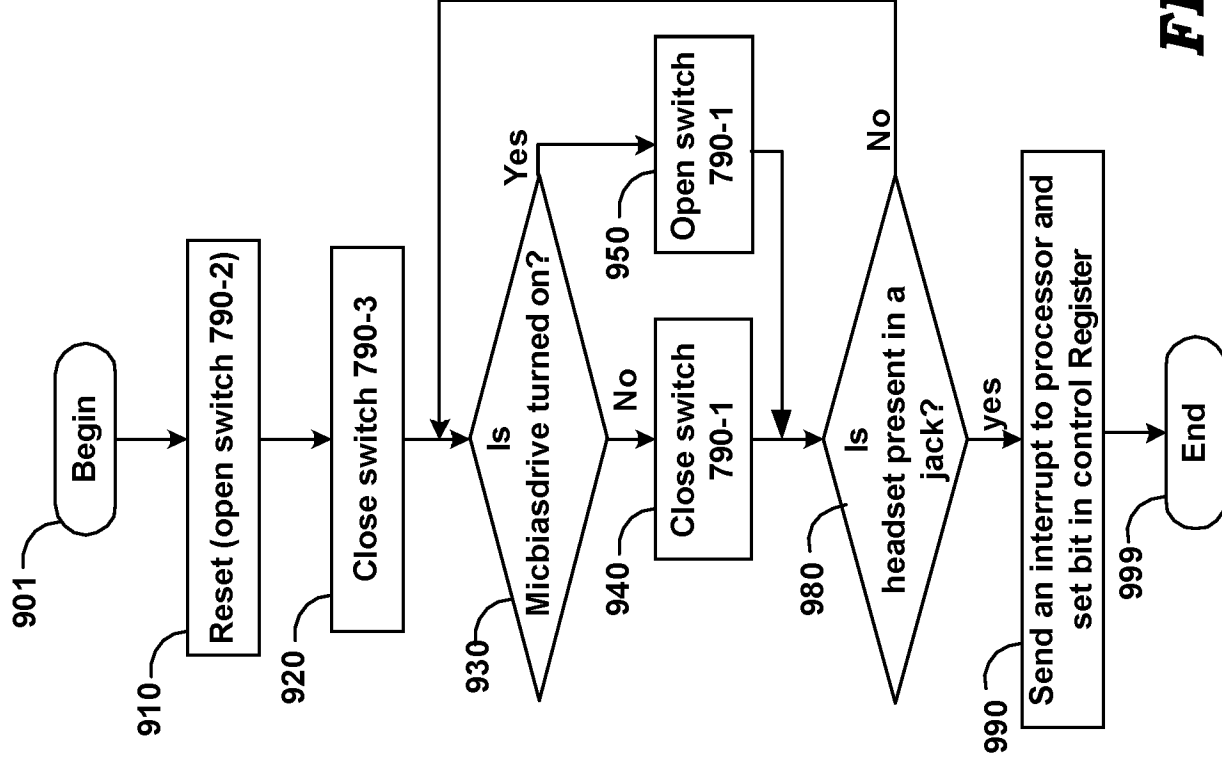 901
Begin
910
Reset (open switch 790-2)
920
Close switch 790-3
930
Is
Micbiasdrive turned on?
Yes
No
940
Close switch
790-1
950
Open switch
790-1
980
Is
headset present in a
jack?
No
yes
990
Send an interrupt to processor and
set bit in control Register
999
End